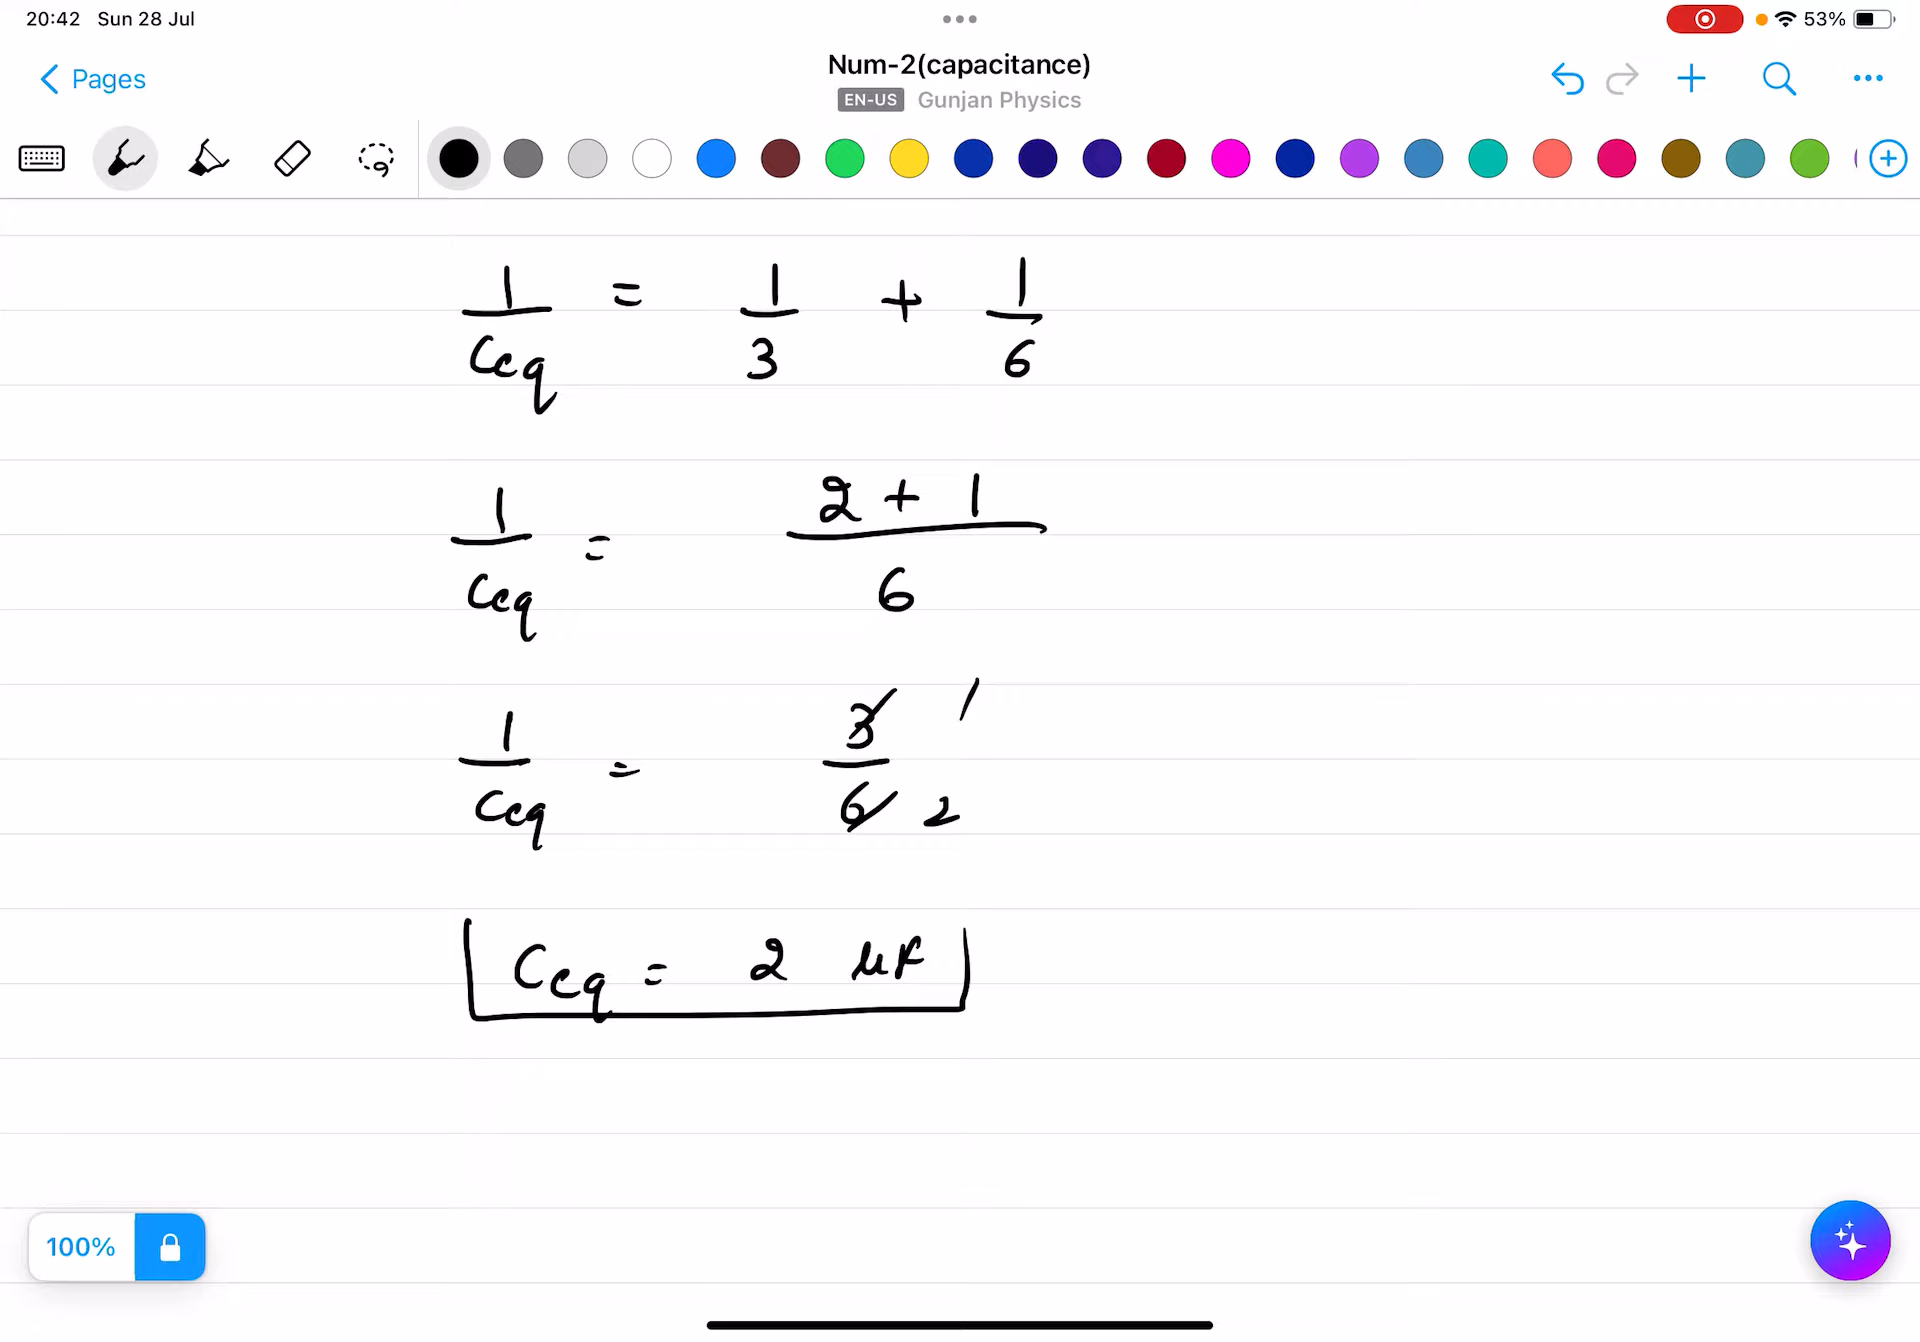 20:42 Sun 28 Jul
53%
Num-2(capacitance)
Pages
EN-US Gunjan Physics
1/Ceq = 1/3 + 1/6
1/Ceq = 2 + 1/6
1/Ceq = 3/6 1 2
Ceq = 2 μF
100%